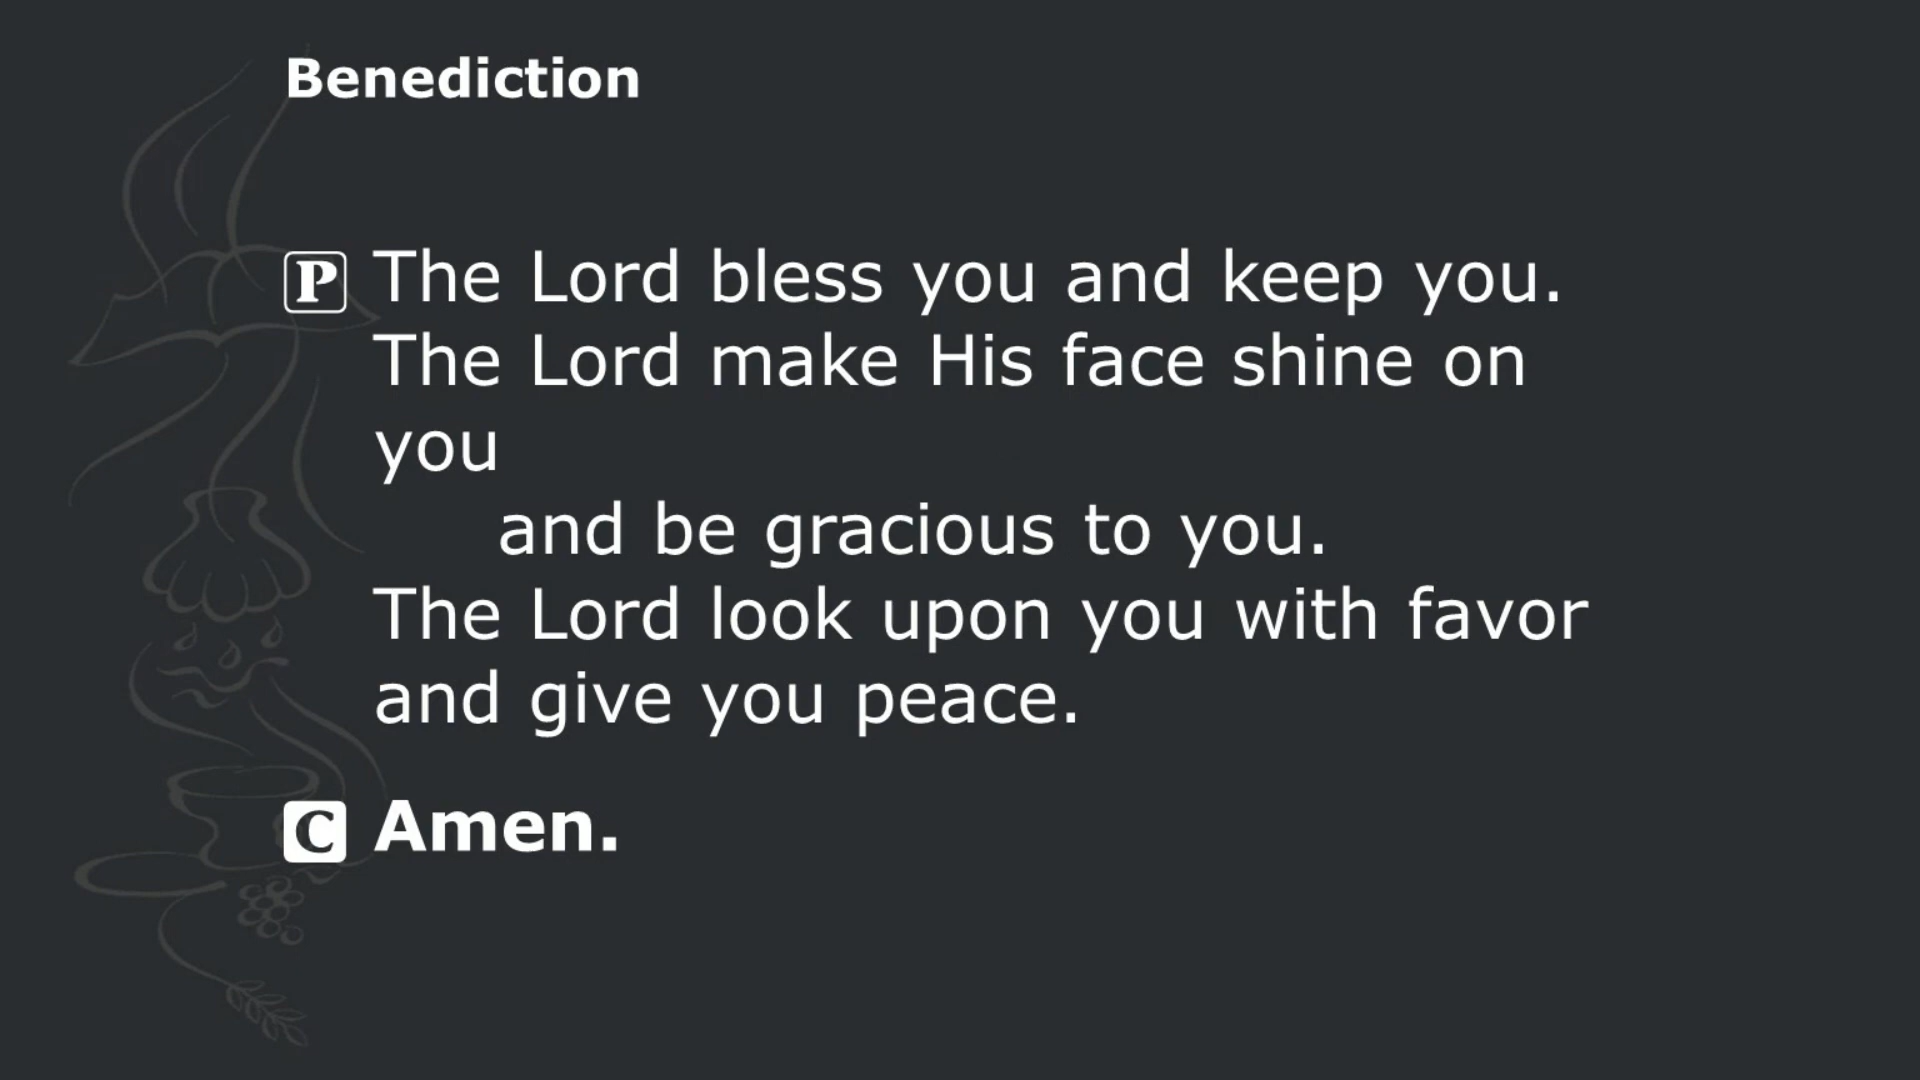 Benediction
P The Lord bless you and keep you.
The Lord make His face shine on
you
and be gracious to you.
The Lord look upon you with favor
and give you peace.
C Amen.